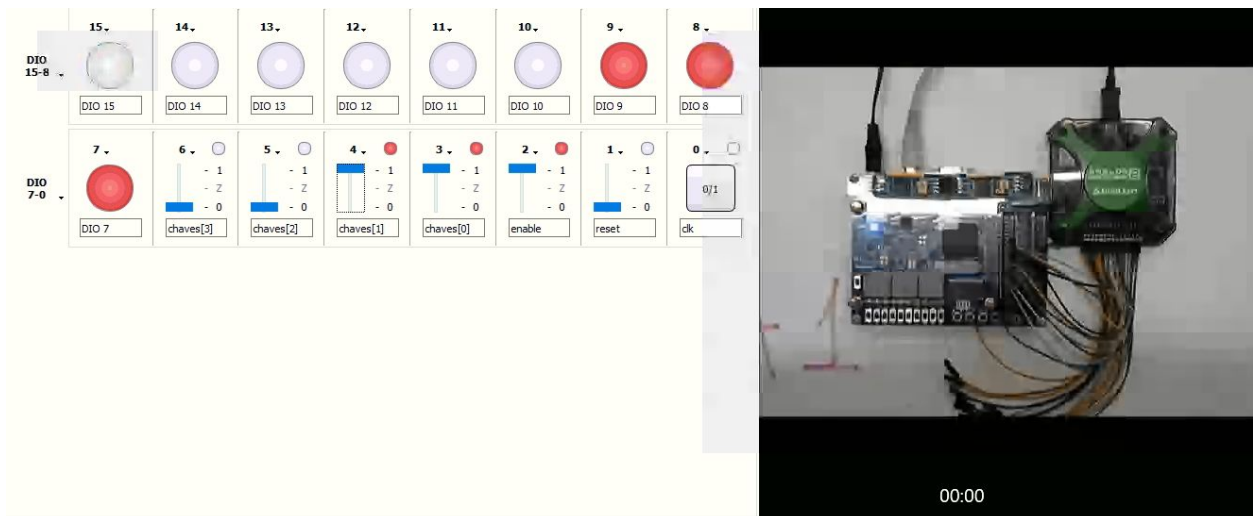 15 14 13 12 11 10 9 8
DIO 15-8
DIO 15 DIO 14 DIO 13 DIO 12 DIO 11 DIO 10 DIO 9 DIO 8
7 6 5 4 3 2 1 0
- 1 - 1 - 1 - 1 - 1
DIO 7-0
- Z - Z - Z - Z - Z 0/1
- 0 - 0 - 0 - 0 - 0
DIO 7 chaves[3] chaves[2] chaves[1] chaves[0] enable reset clk
00:00